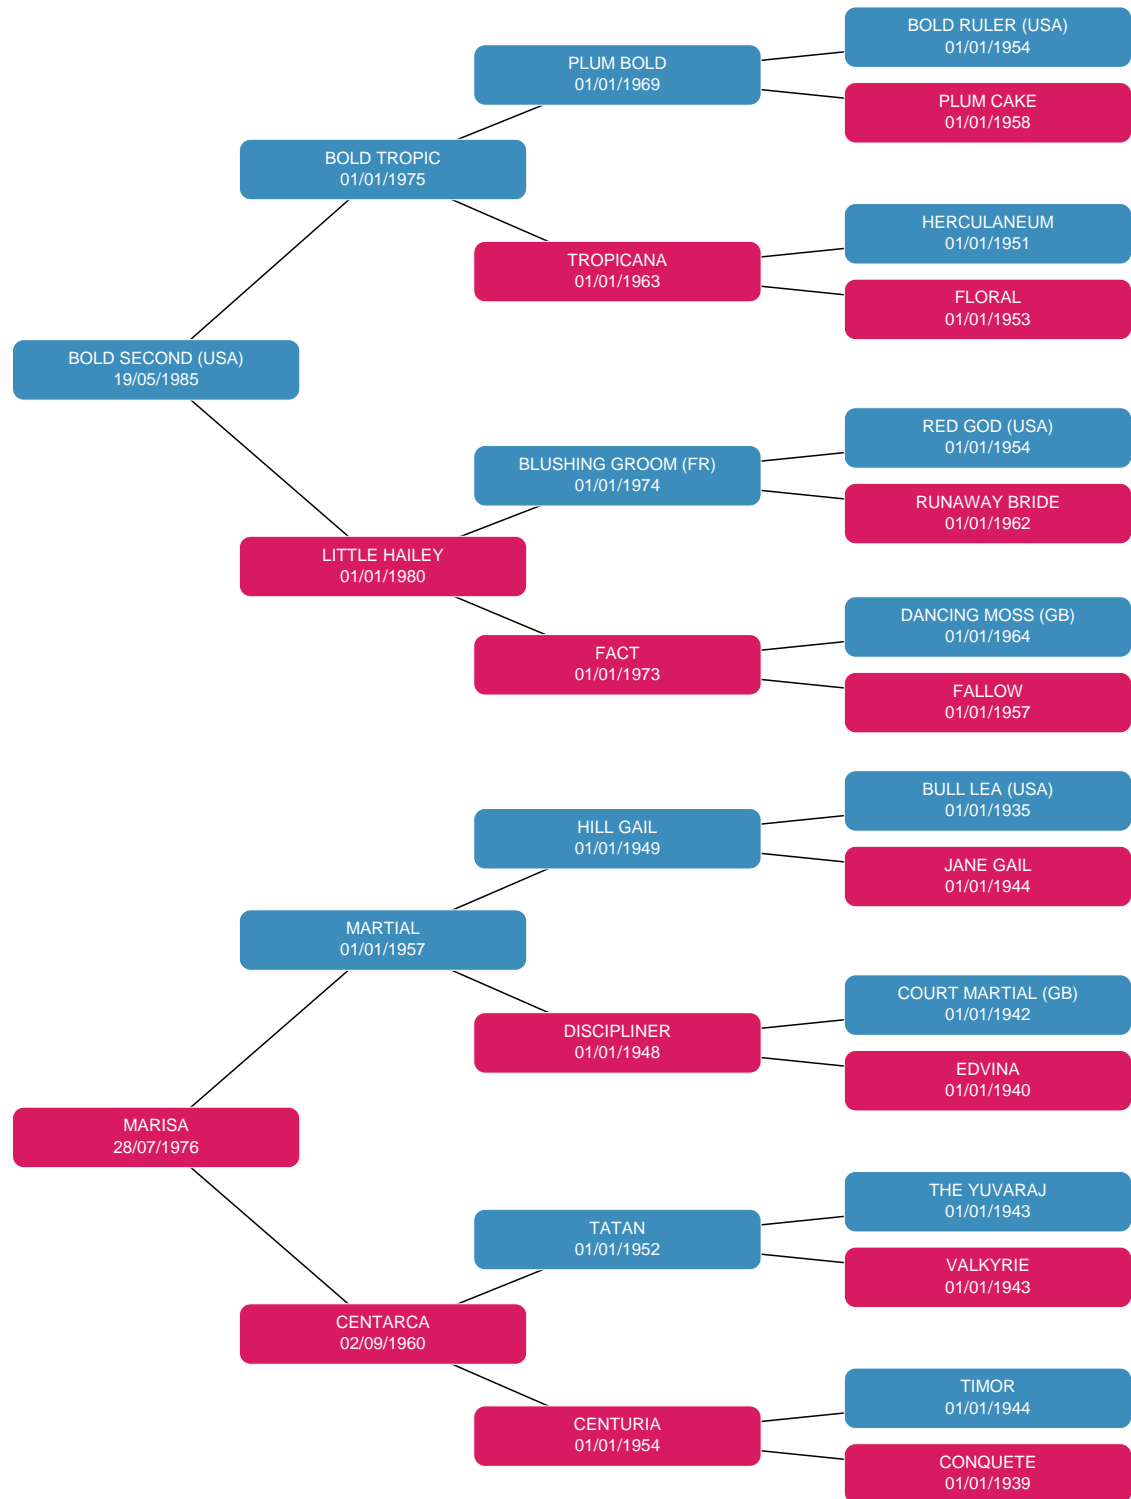 BOLD RULER (USA)
01/01/1954
PLUM BOLD
01/01/1969
PLUM CAKE
01/01/1958
BOLD TROPIC
01/01/1975
HERCULANEUM
01/01/1951
TROPICANA
01/01/1963
FLORAL
01/01/1953
BOLD SECOND (USA)
19/05/1985
RED GOD (USA)
01/01/1954
BLUSHING GROOM (FR)
01/01/1974
RUNAWAY BRIDE
01/01/1962
LITTLE HAILEY
01/01/1980
DANCING MOSS (GB)
01/01/1964
FACT
01/01/1973
FALLOW
01/01/1957
BULL LEA (USA)
01/01/1935
HILL GAIL
01/01/1949
JANE GAIL
01/01/1944
MARTIAL
01/01/1957
COURT MARTIAL (GB)
01/01/1942
DISCIPLINER
01/01/1948
EDVINA
01/01/1940
MARISA
28/07/1976
THE YUVARAJ
01/01/1943
TATAN
01/01/1952
VALKYRIE
01/01/1943
CENTARCA
02/09/1960
TIMOR
01/01/1944
CENTURIA
01/01/1954
CONQUETE
01/01/1939